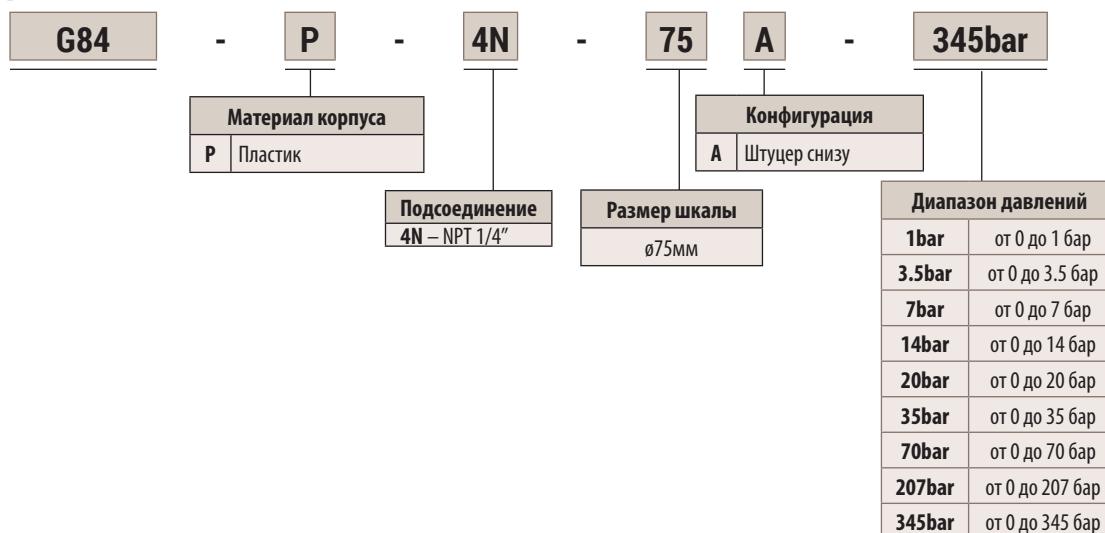 G84 - P - 4N - 75 A - 345bar
Материал корпуса
P Пластик
Конфигурация
A Штуцер снизу
Подсоединение
4N – NPT 1/4”
Размер шкалы
ø75мм
Диапазон давлений
1bar от 0 до 1 бар
3.5bar от 0 до 3.5 бар
7bar от 0 до 7 бар
14bar от 0 до 14 бар
20bar от 0 до 20 бар
35bar от 0 до 35 бар
70bar от 0 до 70 бар
207bar от 0 до 207 бар
345bar от 0 до 345 бар